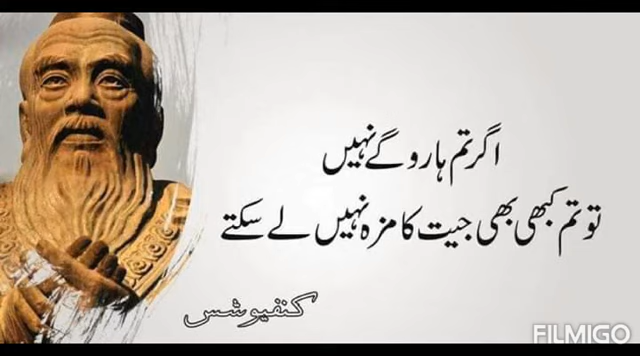 اگر تم ہارو گے نہیں
تو تم کبھی بھی جیت کا مزہ نہیں لے سکتے
کنفیوشس
FILMIGO